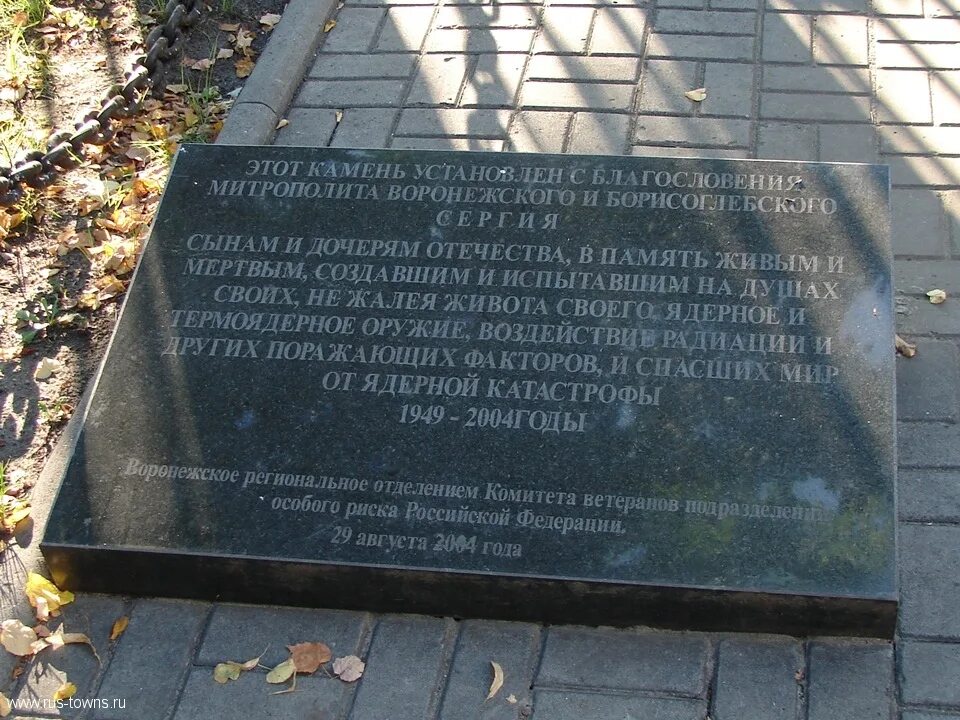 ЭТОТ КАМЕНЬ УСТАНОВЛЕН С БЛАГОСЛОВЕНИЯ
МИТРОПОЛИТА ВОРОНЕЖСКОГО И БОРИСОГЛЕБСКОГО
СЕРГИЯ
СЫНАМ И ДОЧЕРЯМ ОТЕЧЕСТВА, В ПАМЯТЬ ЖИВЫМ И
МЕРТВЫМ, СОЗДАВШИМ И ИСПЫТАВШИМ НА ДУШАХ
СВОИХ, НЕ ЖАЛЕЯ ЖИВОТА СВОЕГО, ЯДЕРНОЕ И
ТЕРМОЯДЕРНОЕ ОРУЖИЕ, ВОЗДЕЙСТВИЕ РАДИАЦИИ И
ДРУГИХ ПОРАЖАЮЩИХ ФАКТОРОВ, И СПАСШИХ МИР
ОТ ЯДЕРНОЙ КАТАСТРОФЫ
1949 - 2004 ГОДЫ
Воронежское региональное отделением Комитета ветеранов подразделений
особого риска Российской Федерации.
29 августа 2004 года
www.rus-towns.ru